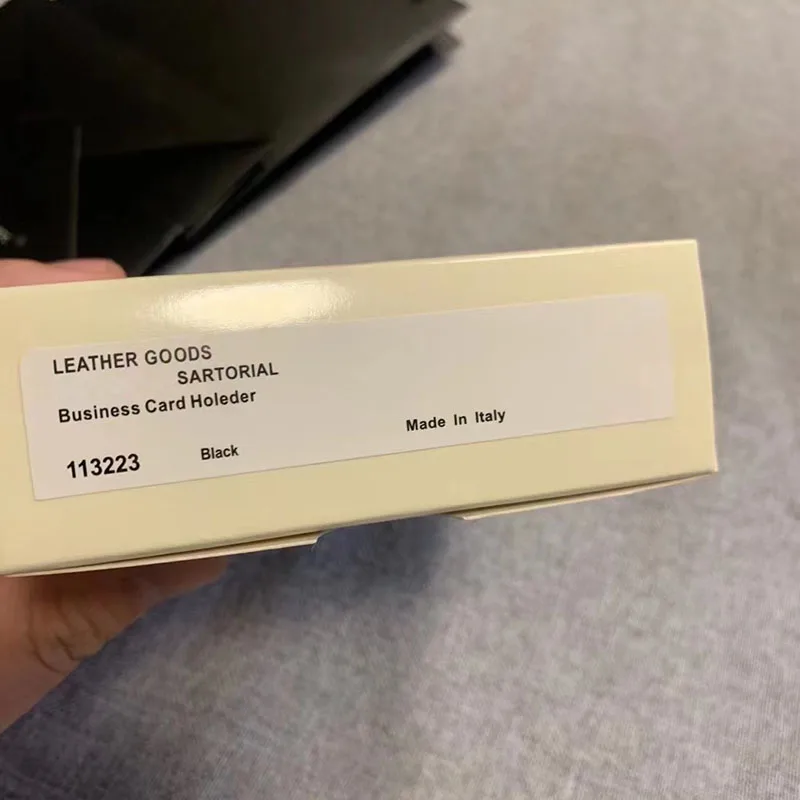 LEATHER GOODS
SARTORIAL
Business Card Holeder
Made In Italy
113223 Black